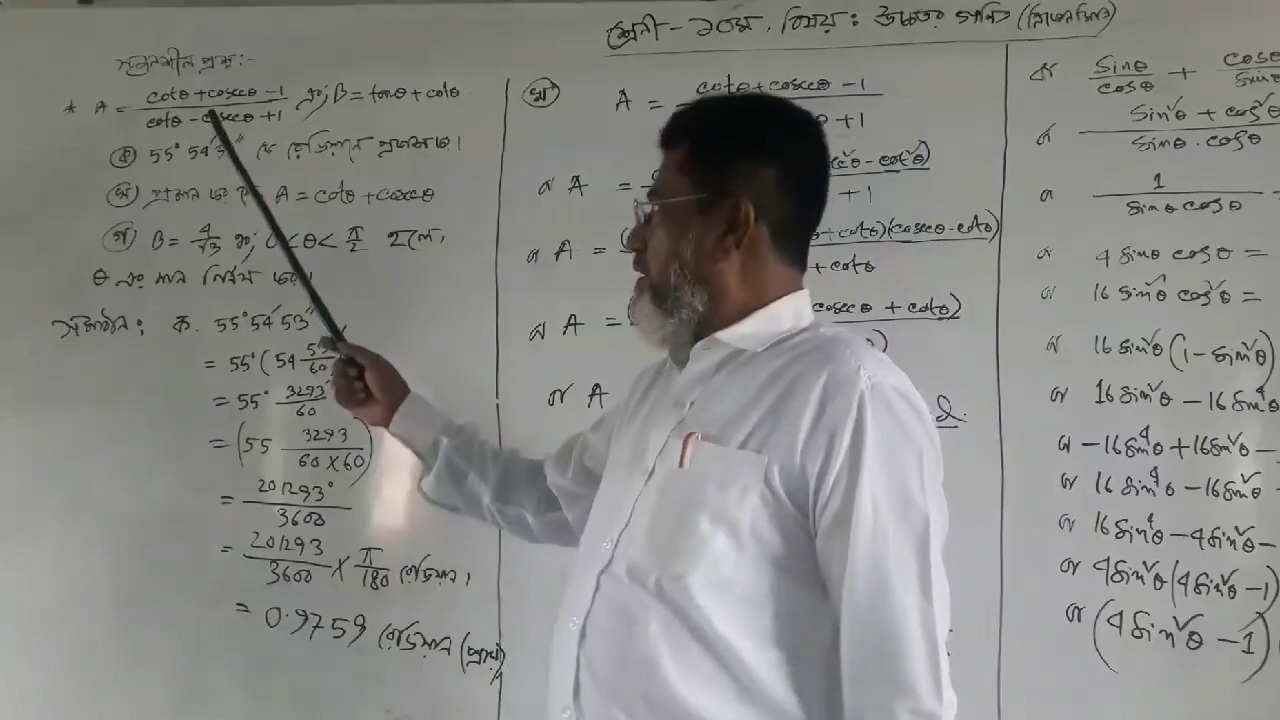 শ্রেণী - ১০ম, বিষয়: উচ্চতর গণিত
সৃজনশীল প্রশ্ন:-
* A = (cotθ + cosecθ - 1)/(cotθ - cosecθ + 1) এবং B = tanθ + cotθ
(ক) 55° 54′ কে রেডিয়ানে প্রকাশ কর।
(খ) প্রমাণ কর A = cotθ + cosecθ
(গ) B = 4/√3 এবং 0 < θ < π/2 হলে,
θ এর মান নির্ণয় কর।
সমাধান: ক. 55° 54′ 53″
= 55° (54 5 /60
= 55° 3293′/60
= (55 3293/(60×60))
= 201293°/3600
= 201293/3600 × π/180 রেডিয়ান।
= 0.9759 রেডিয়ান (প্রায়)
(খ) A = cotθ + cosecθ - 1 / θ + 1
বা A = θ - cot²θ) / + 1
বা A = + cotθ)(cosecθ - cotθ) / + cotθ
বা A = cosecθ + cotθ)
বা A
বা sinθ/cosθ + cosθ/sinθ
বা sin²θ + cos²θ / sinθ . cosθ
বা 1/(sinθ cosθ)
বা 4 sinθ cosθ =
বা 16 sin²θ cos²θ =
বা 16 sin²θ (1 - sin²θ)
বা 16 sin²θ - 16 sin⁴θ
বা -16 sin⁴θ + 16 sin²θ -
বা 16 sin⁴θ - 16 sin²θ
বা 16 sin⁴θ - 4 sin²θ -
বা 4 sin²θ (4 sin²θ - 1)
বা (4 sin²θ - 1)